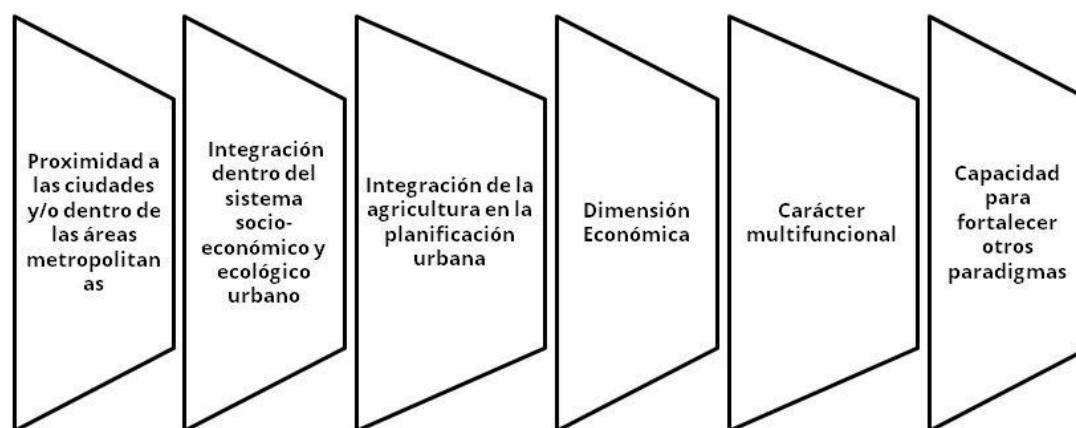 Proximidad a
las ciudades
y/o dentro de
las áreas
metropolitan
as
Integración
dentro del
sistema
socio-
económico y
ecológico
urbano
Integración de la
agricultura en la
planificación
urbana
Dimensión
Económica
Carácter
multifuncional
Capacidad
para
fortalecer
otros
paradigmas